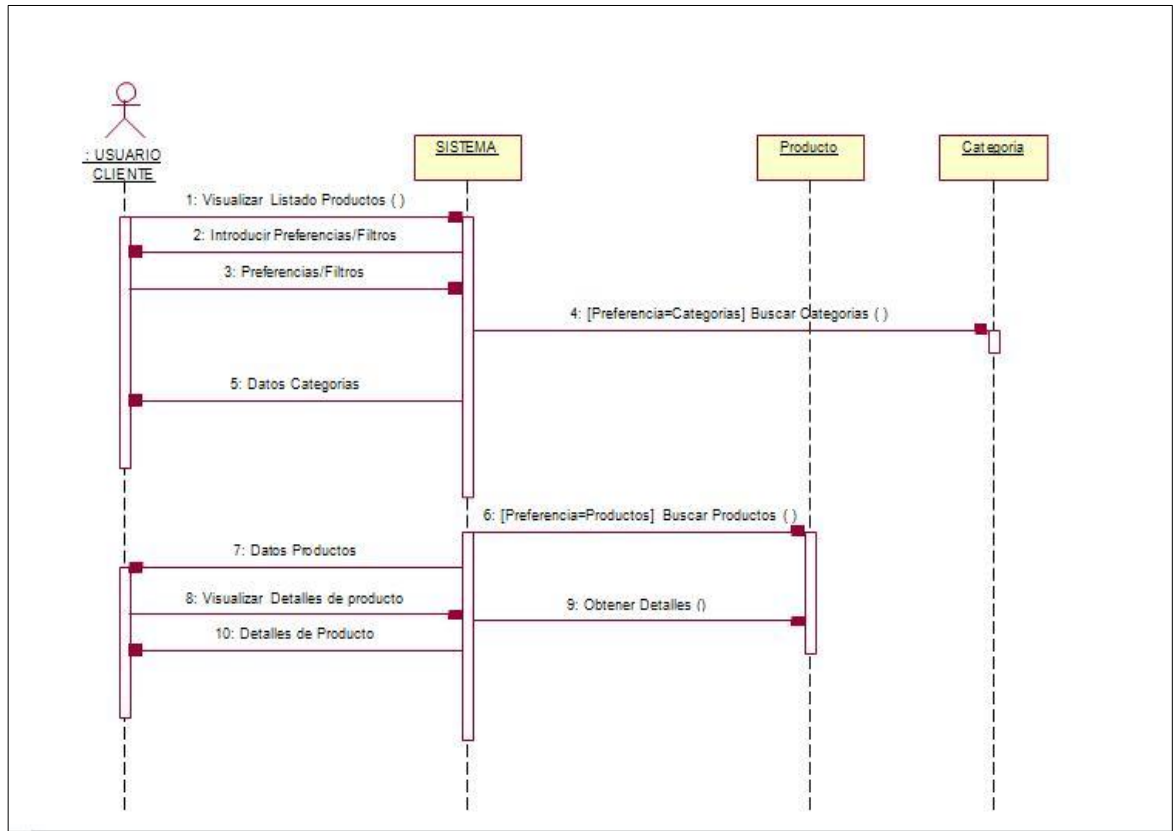 : USUARIO
CLIENTE
SISTEMA
Producto
Categoria
1: Visualizar Listado Productos ( )
2: Introducir Preferencias/Filtros
3: Preferencias/Filtros
4: [Preferencia=Categorias] Buscar Categorias ( )
5: Datos Categorias
6: [Preferencia=Productos] Buscar Productos ( )
7: Datos Productos
8: Visualizar Detalles de producto
9: Obtener Detalles ()
10: Detalles de Producto